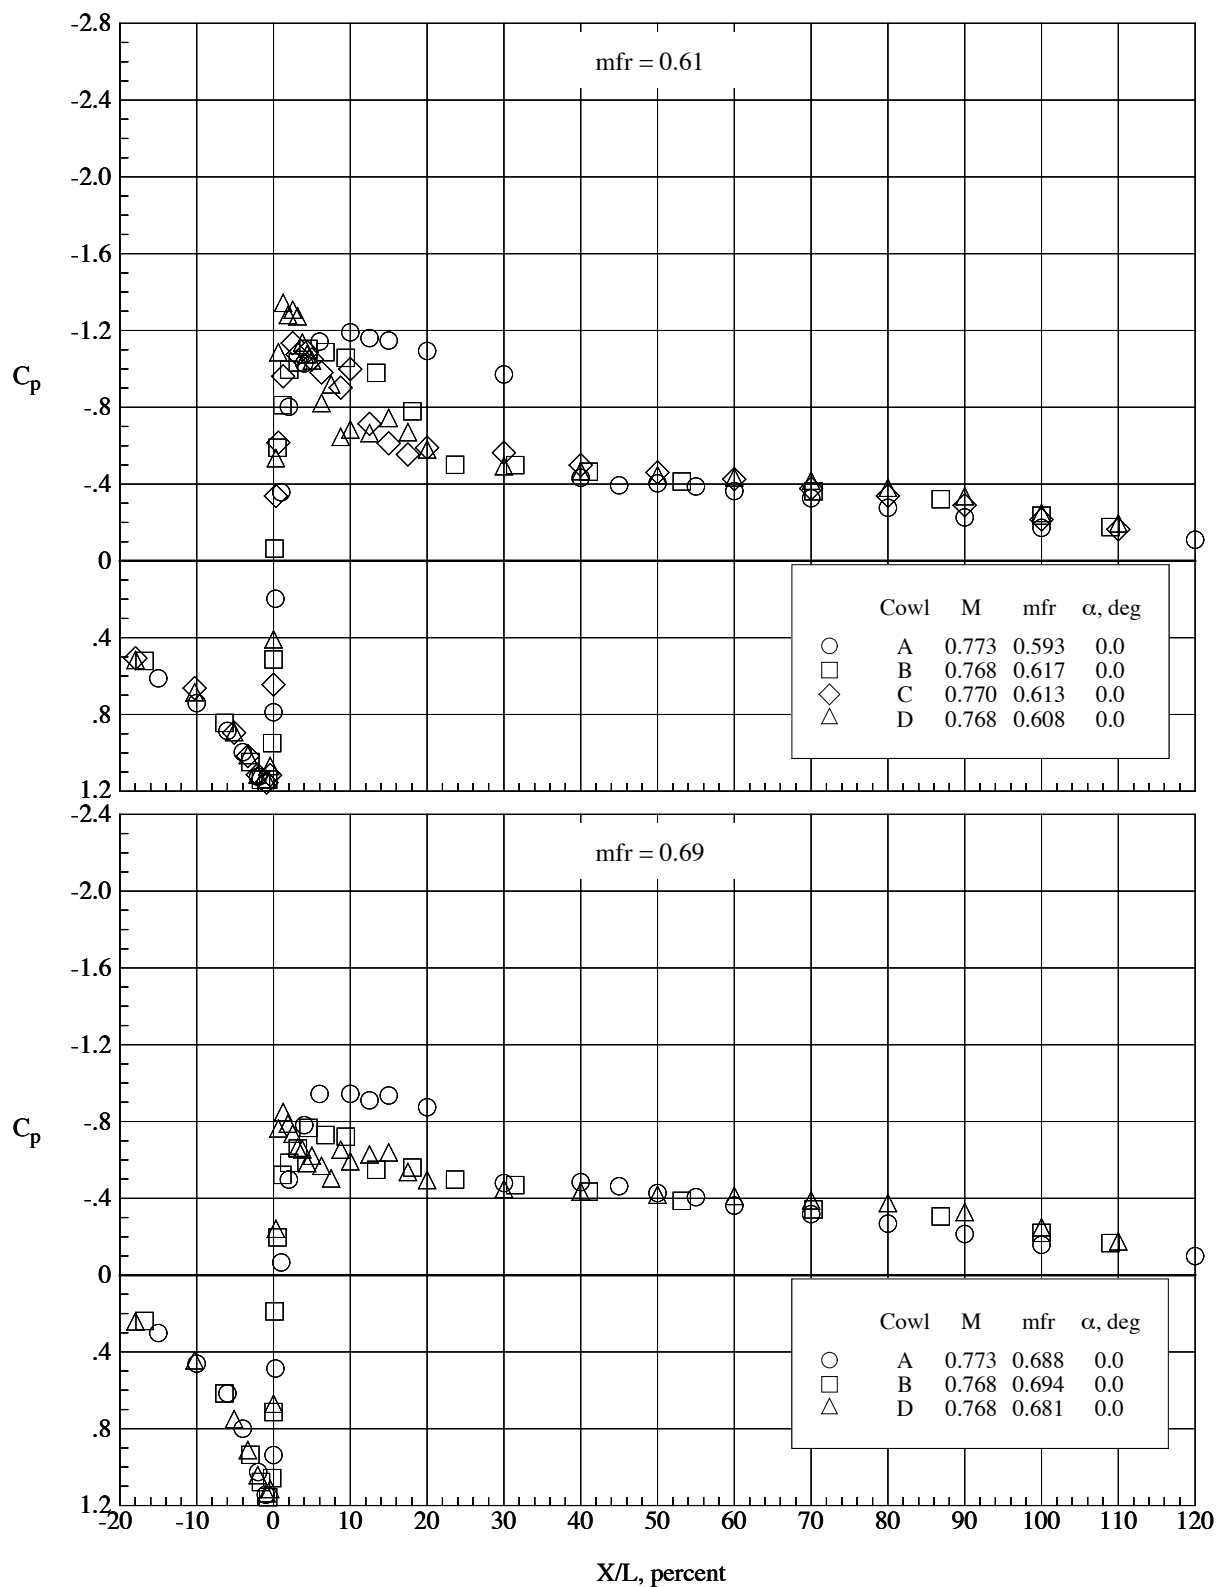 -2.8
mfr = 0.61
-2.4
-2.0
-1.6
-1.2
Cp
-.8
-.4
0
Cowl M mfr α, deg
.4
A 0.773 0.593 0.0
B 0.768 0.617 0.0
C 0.770 0.613 0.0
.8
D 0.768 0.608 0.0
1.2
-2.4
mfr = 0.69
-2.0
-1.6
-1.2
Cp
-.8
-.4
0
Cowl M mfr α, deg
.4
A 0.773 0.688 0.0
B 0.768 0.694 0.0
D 0.768 0.681 0.0
.8
1.2
-20 -10 0 10 20 30 40 50 60 70 80 90 100 110 120
X/L, percent